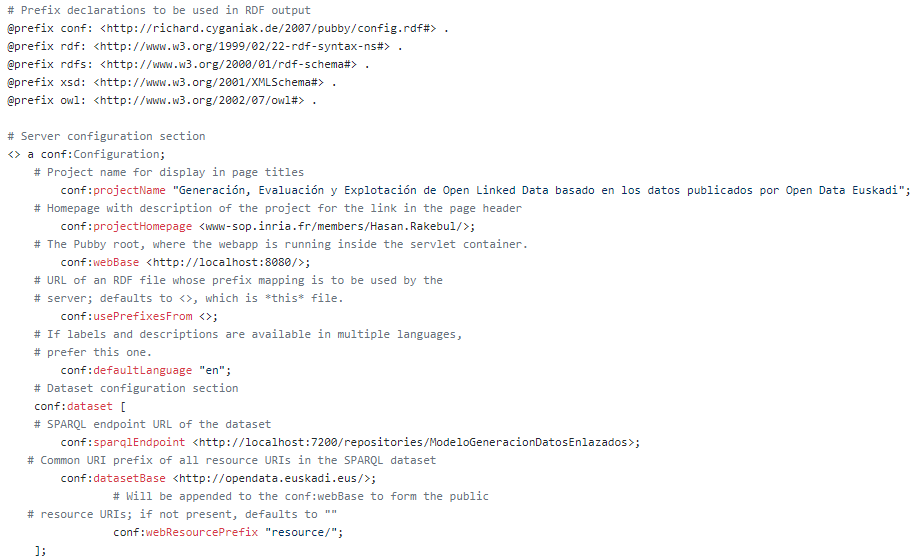 # Prefix declarations to be used in RDF output
@prefix conf: <http://richard.cyganiak.de/2007/pubby/config.rdf#> .
@prefix rdf: <http://www.w3.org/1999/02/22-rdf-syntax-ns#> .
@prefix rdfs: <http://www.w3.org/2000/01/rdf-schema#> .
@prefix xsd: <http://www.w3.org/2001/XMLSchema#> .
@prefix owl: <http://www.w3.org/2002/07/owl#> .

# Server configuration section
<> a conf:Configuration;
    # Project name for display in page titles
        conf:projectName "Generación, Evaluación y Explotación de Open Linked Data basado en los datos publicados por Open Data Euskadi";
    # Homepage with description of the project for the link in the page header
        conf:projectHomepage <www-sop.inria.fr/members/Hasan.Rakebul/>;
    # The Pubby root, where the webapp is running inside the servlet container.
        conf:webBase <http://localhost:8080/>;
    # URL of an RDF file whose prefix mapping is to be used by the
    # server; defaults to <>, which is *this* file.
        conf:usePrefixesFrom <>;
    # If labels and descriptions are available in multiple languages,
    # prefer this one.
        conf:defaultLanguage "en";
    # Dataset configuration section
    conf:dataset [
    # SPARQL endpoint URL of the dataset
        conf:sparqlEndpoint <http://localhost:7200/repositories/ModeloGeneracionDatosEnlazados>;
   # Common URI prefix of all resource URIs in the SPARQL dataset
        conf:datasetBase <http://opendata.euskadi.eus/>;
                # Will be appended to the conf:webBase to form the public
   # resource URIs; if not present, defaults to ""
                conf:webResourcePrefix "resource/";
    ];